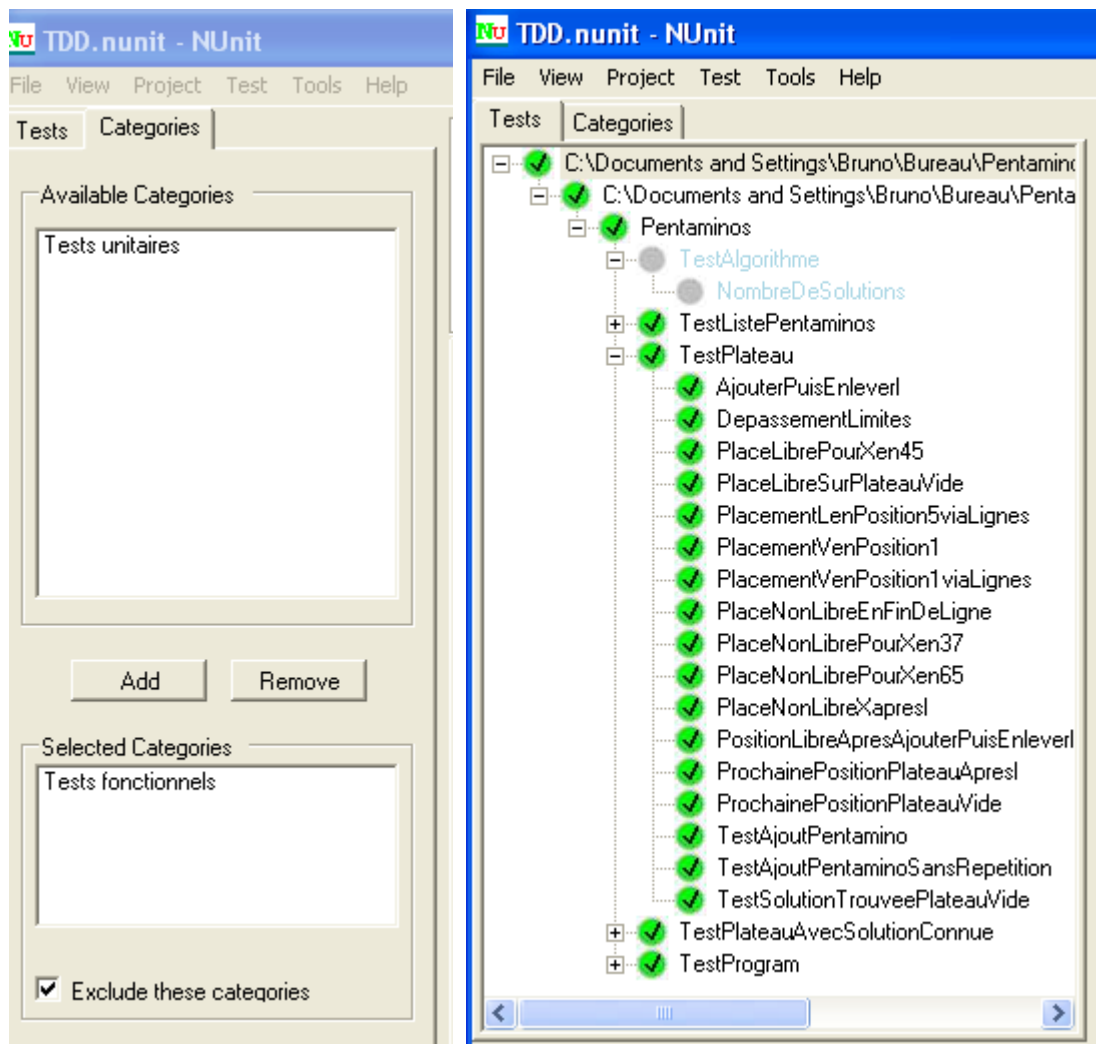 TDD.nunit - NUnit
File View Project Test Tools Help
Tests Categories
Available Categories
Tests unitaires
Add Remove
Selected Categories
Tests fonctionnels
Exclude these categories
Nu TDD.nunit - NUnit
File View Project Test Tools Help
Tests Categories
C:\Documents and Settings\Bruno\Bureau\Pentamino
C:\Documents and Settings\Bruno\Bureau\Penta
Pentaminos
TestAlgorithme
NombreDeSolutions
TestListePentaminos
TestPlateau
AjouterPuisEnleverI
DepassementLimites
PlaceLibrePourXen45
PlaceLibreSurPlateauVide
PlacementLenPosition5viaLignes
PlacementVenPosition1
PlacementVenPosition1viaLignes
PlaceNonLibreEnFinDeLigne
PlaceNonLibrePourXen37
PlaceNonLibrePourXen65
PlaceNonLibreXapresI
PositionLibreApresAjouterPuisEnleverI
ProchainePositionPlateauApresI
ProchainePositionPlateauVide
TestAjoutPentamino
TestAjoutPentaminoSansRepetition
TestSolutionTrouveePlateauVide
TestPlateauAvecSolutionConnue
TestProgram